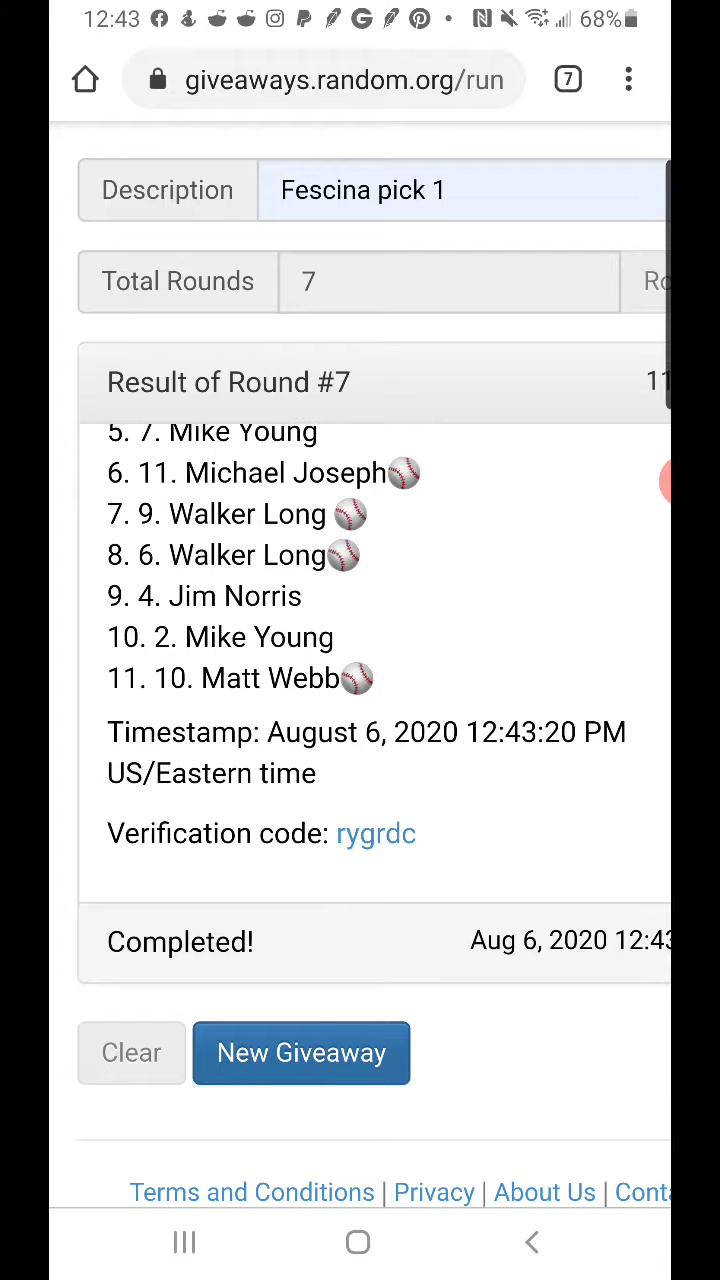 12:43 68%
giveaways.random.org/run 7
Description Fescina pick 1
Total Rounds 7
Result of Round #7 11
5. 7. Mike Young
6. 11. Michael Joseph⚾
7. 9. Walker Long ⚾
8. 6. Walker Long⚾
9. 4. Jim Norris
10. 2. Mike Young
11. 10. Matt Webb⚾
Timestamp: August 6, 2020 12:43:20 PM
US/Eastern time
Verification code: rygrdc
Completed! Aug 6, 2020 12:43
Clear New Giveaway
Terms and Conditions | Privacy | About Us |